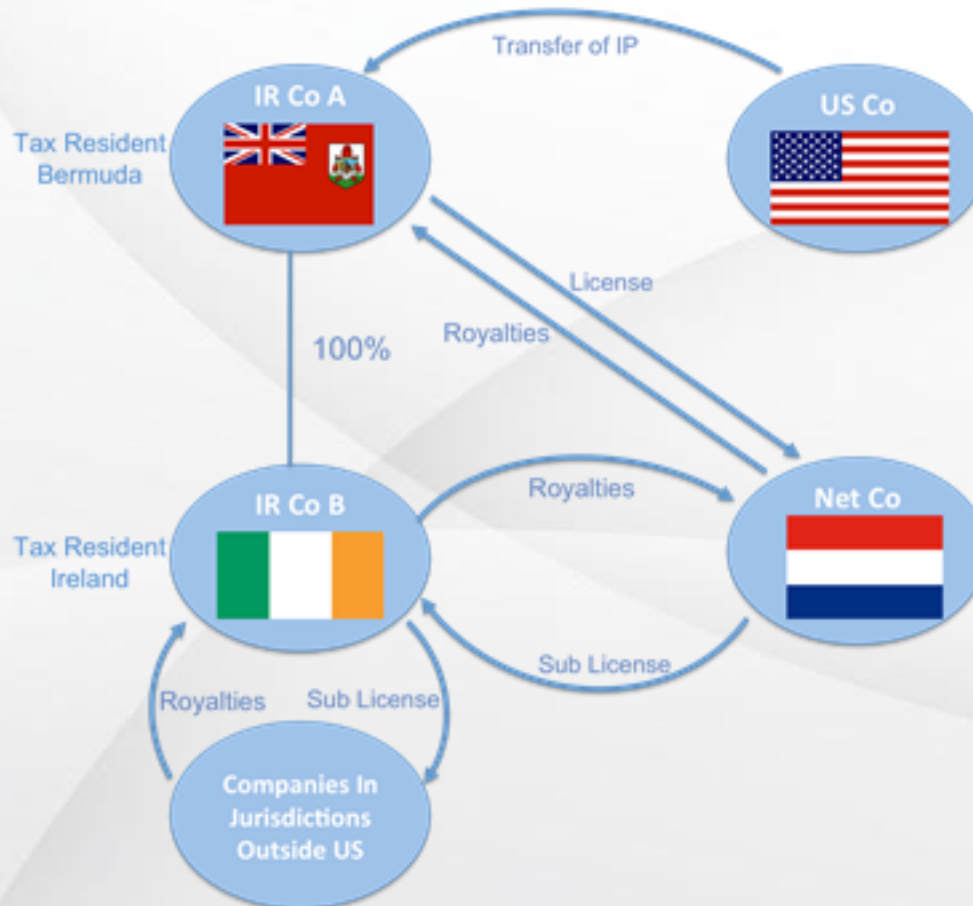 Transfer of IP
IR Co A
US Co
Tax Resident
Bermuda
License
Royalties
100%
IR Co B
Royalties
Net Co
Tax Resident
Ireland
Sub License
Royalties
Sub License
Companies In
Jurisdictions
Outside US